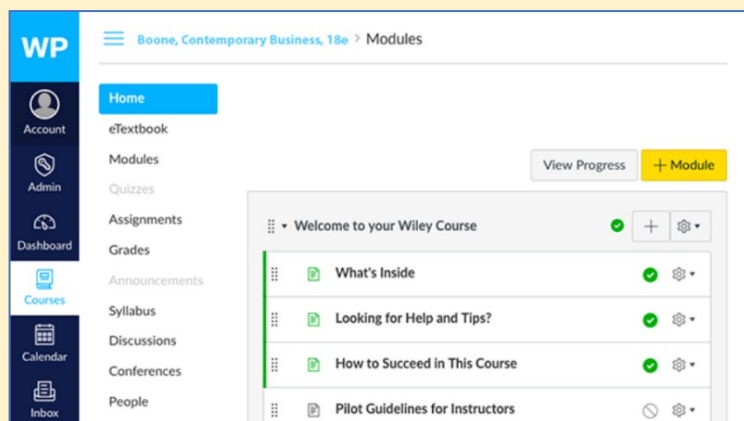 WP
Boone, Contemporary Business, 18e > Modules
Account
Admin
Dashboard
Courses
Calendar
Inbox
Home
eTextbook
Modules
Quizzes
Assignments
Grades
Announcements
Syllabus
Discussions
Conferences
People
View Progress
+ Module
Welcome to your Wiley Course
What's Inside
Looking for Help and Tips?
How to Succeed in This Course
Pilot Guidelines for Instructors